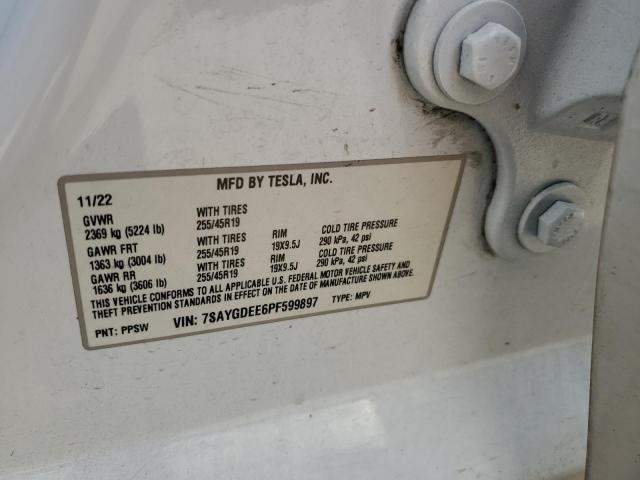 MFD BY TESLA, INC.
11/22
GVWR WITH TIRES
2369 kg (5224 lb) 255/45R19
GAWR FRT WITH TIRES RIM COLD TIRE PRESSURE
1363 kg (3004 lb) 255/45R19 19X9.5J 290 kPa, 42 psi
GAWR RR WITH TIRES RIM COLD TIRE PRESSURE
1636 kg (3606 lb) 255/45R19 19X9.5J 290 kPa, 42 psi
THIS VEHICLE CONFORMS TO ALL APPLICABLE U.S. FEDERAL MOTOR VEHICLE SAFETY AND
THEFT PREVENTION STANDARDS IN EFFECT ON THE DATE OF MANUFACTURE SHOWN ABOVE.
PNT: PPSW VIN: 7SAYGDEE6PF599897 TYPE: MPV